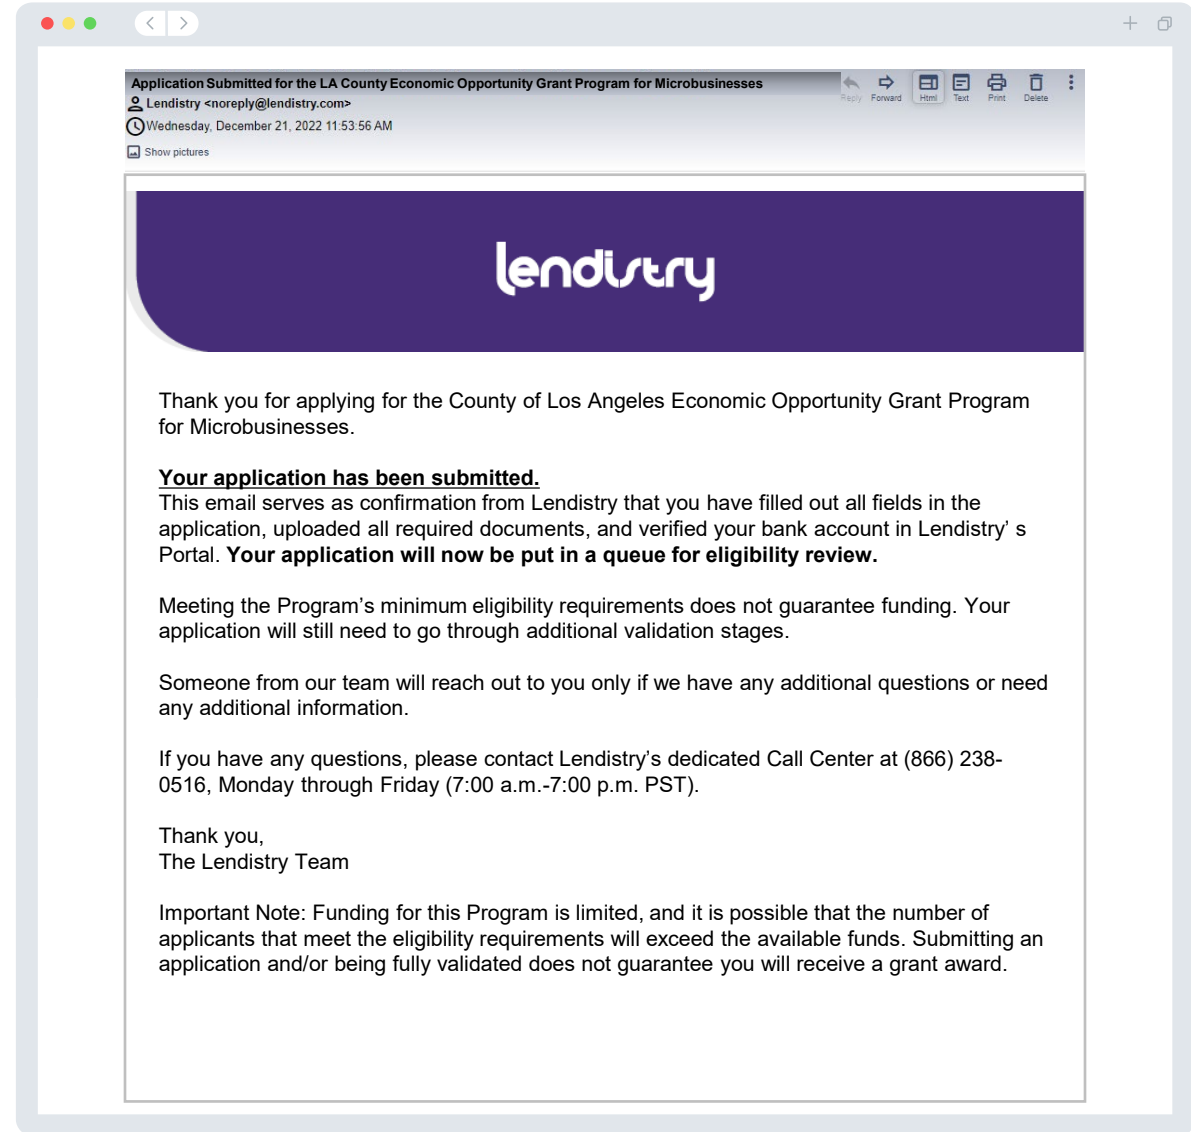 Application Submitted for the LA County Economic Opportunity Grant Program for Microbusinesses
Lendistry <noreply@lendistry.com>
Wednesday, December 21, 2022 11:53:56 AM
Show pictures
Reply Forward Html Text Print Delete
lendistry
Thank you for applying for the County of Los Angeles Economic Opportunity Grant Program
for Microbusinesses.
Your application has been submitted.
This email serves as confirmation from Lendistry that you have filled out all fields in the
application, uploaded all required documents, and verified your bank account in Lendistry’ s
Portal. Your application will now be put in a queue for eligibility review.
Meeting the Program’s minimum eligibility requirements does not guarantee funding. Your
application will still need to go through additional validation stages.
Someone from our team will reach out to you only if we have any additional questions or need
any additional information.
If you have any questions, please contact Lendistry’s dedicated Call Center at (866) 238-
0516, Monday through Friday (7:00 a.m.-7:00 p.m. PST).
Thank you,
The Lendistry Team
Important Note: Funding for this Program is limited, and it is possible that the number of
applicants that meet the eligibility requirements will exceed the available funds. Submitting an
application and/or being fully validated does not guarantee you will receive a grant award.